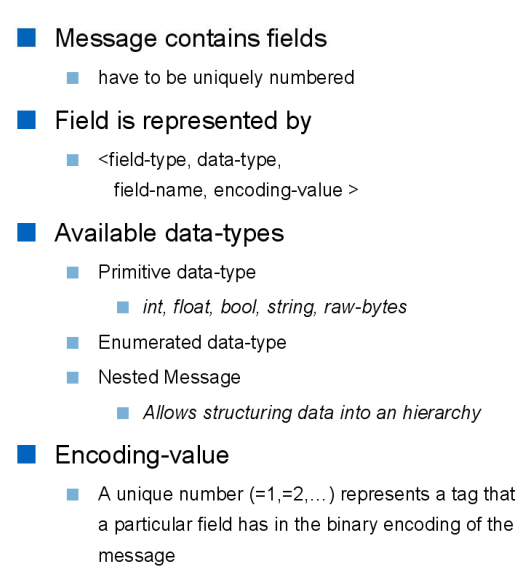 Message contains fields
have to be uniquely numbered
Field is represented by
<field-type, data-type,
field-name, encoding-value >
Available data-types
Primitive data-type
int, float, bool, string, raw-bytes
Enumerated data-type
Nested Message
Allows structuring data into an hierarchy
Encoding-value
A unique number (=1,=2,…) represents a tag that
a particular field has in the binary encoding of the
message